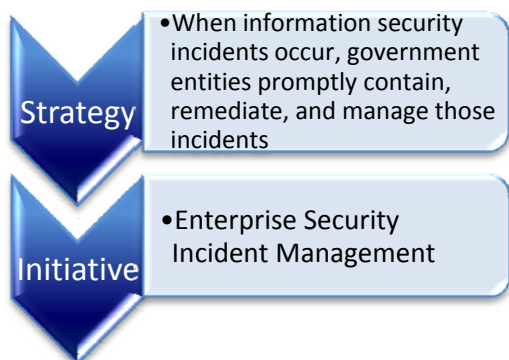 Strategy
•When information security
incidents occur, government
entities promptly contain,
remediate, and manage those
incidents
Initiative
•Enterprise Security
Incident Management